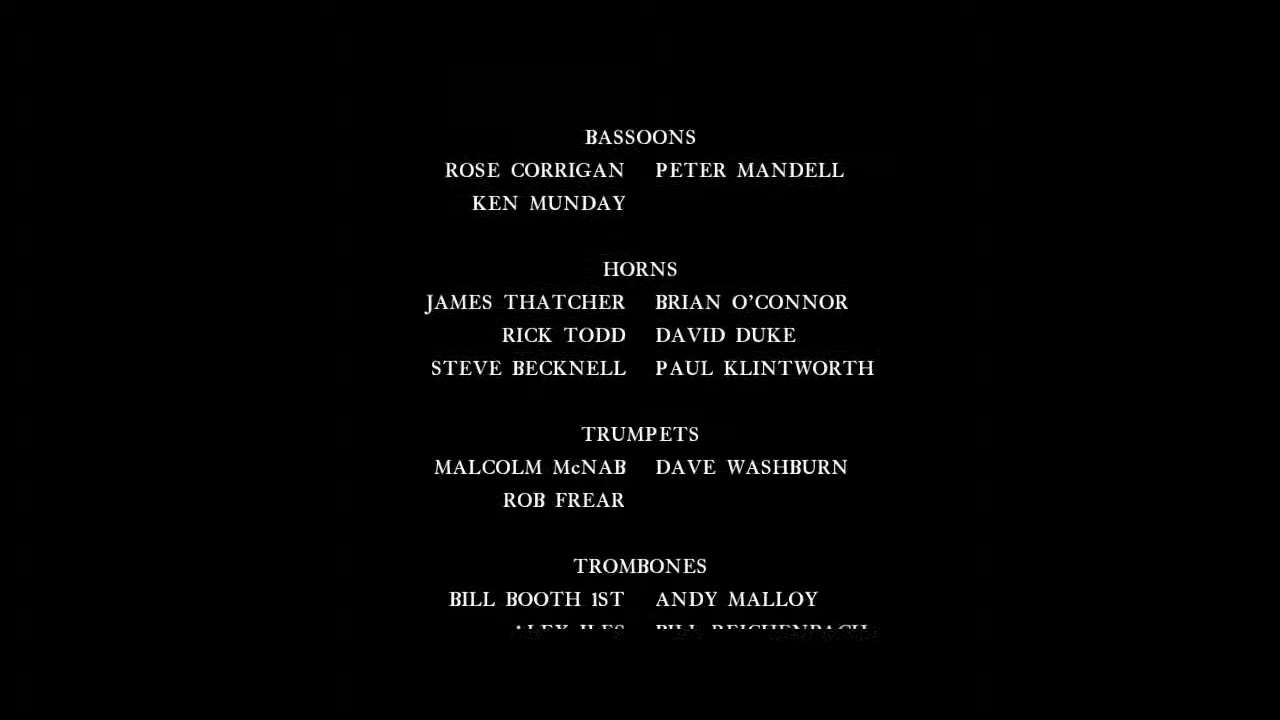 BASSOONS
ROSE CORRIGAN PETER MANDELL
KEN MUNDAY
HORNS
JAMES THATCHER BRIAN O'CONNOR
RICK TODD DAVID DUKE
STEVE BECKNELL PAUL KLINTWORTH
TRUMPETS
MALCOLM McNAB DAVE WASHBURN
ROB FREAR
TROMBONES
BILL BOOTH 1ST ANDY MALLOY